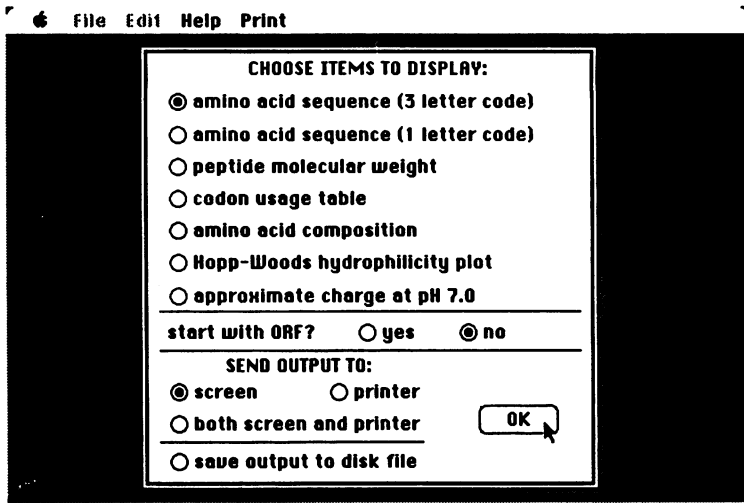 File Edit Help Print
CHOOSE ITEMS TO DISPLAY:
amino acid sequence (3 letter code)
amino acid sequence (1 letter code)
peptide molecular weight
codon usage table
amino acid composition
Hopp-Woods hydrophilicity plot
approximate charge at pH 7.0
start with ORF? yes no
SEND OUTPUT TO:
screen printer
both screen and printer
OK
save output to disk file